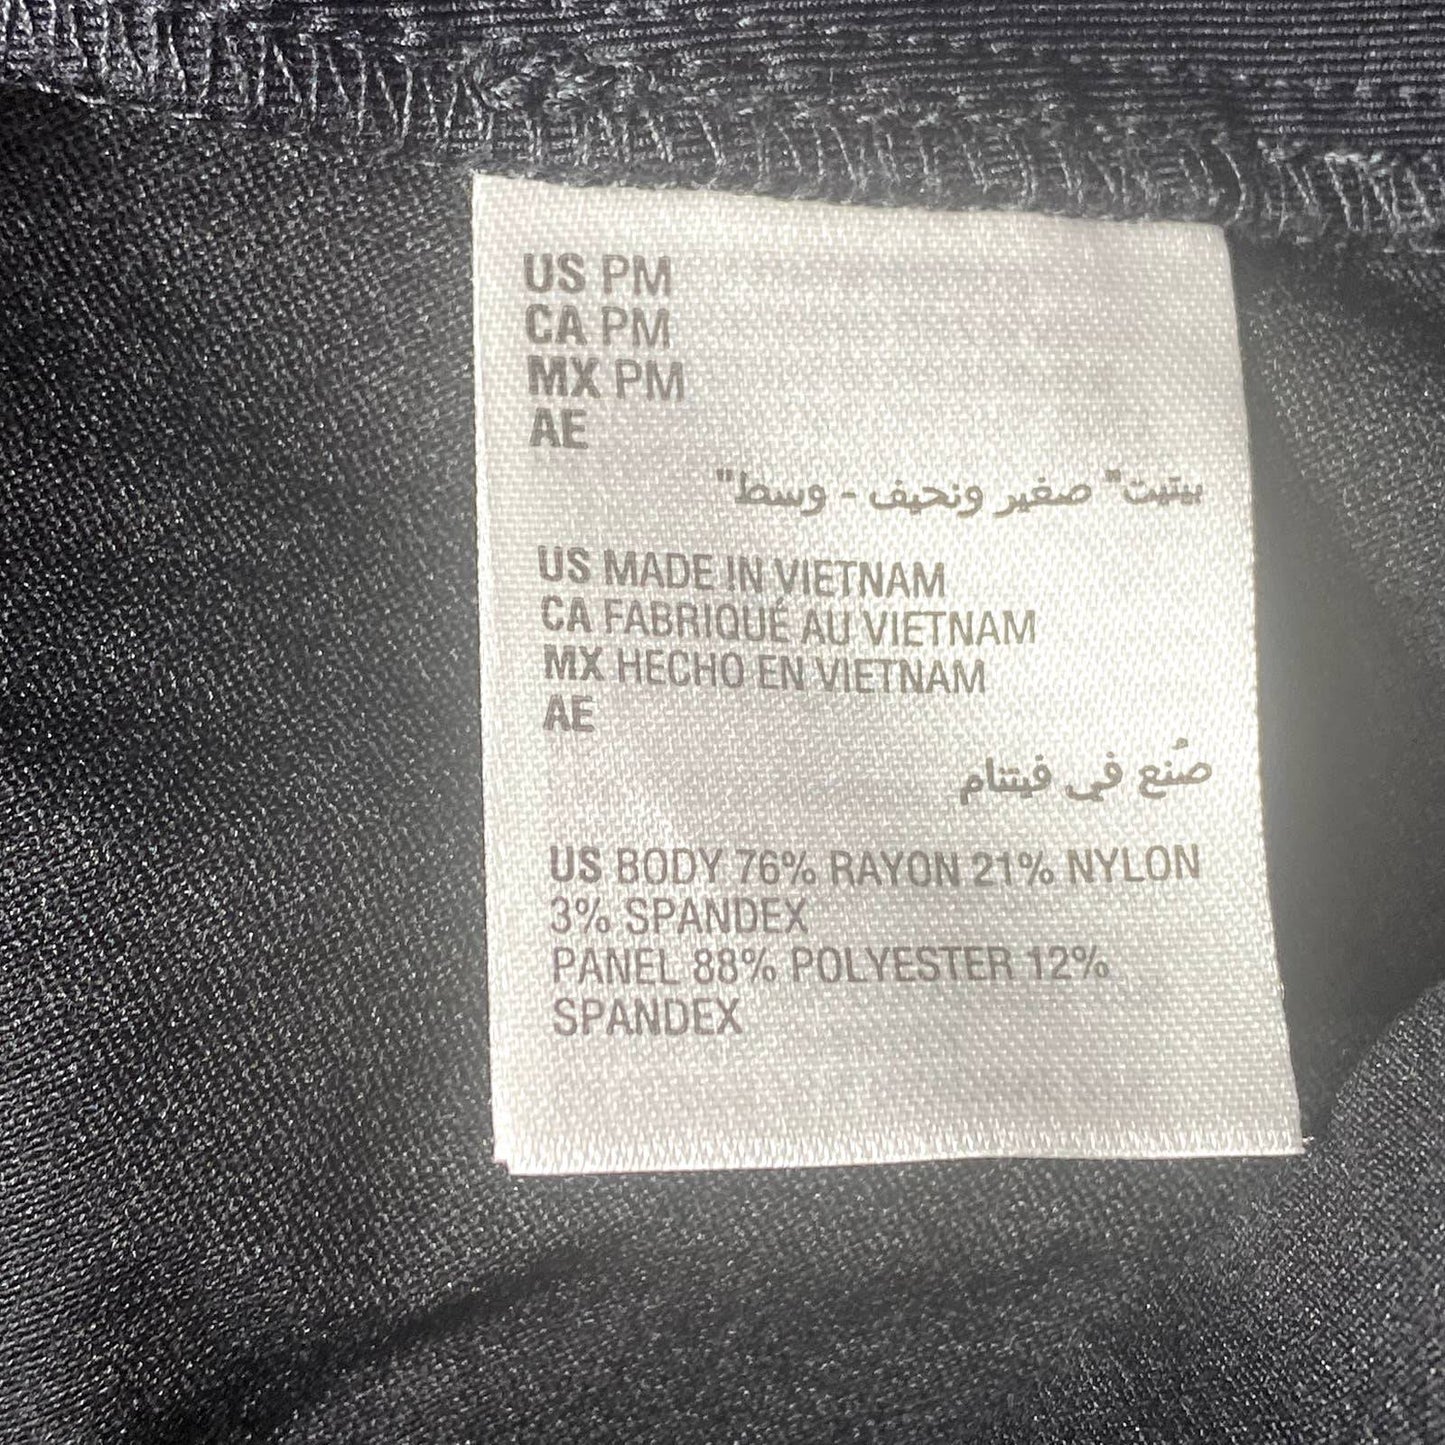 US PM
CA PM
MX PM
AE
بيتيت" صغير ونحيف - وسط"
US MADE IN VIETNAM
CA FABRIQUÉ AU VIETNAM
MX HECHO EN VIETNAM
AE
صُنع في فيتنام
US BODY 76% RAYON 21% NYLON
3% SPANDEX
PANEL 88% POLYESTER 12%
SPANDEX